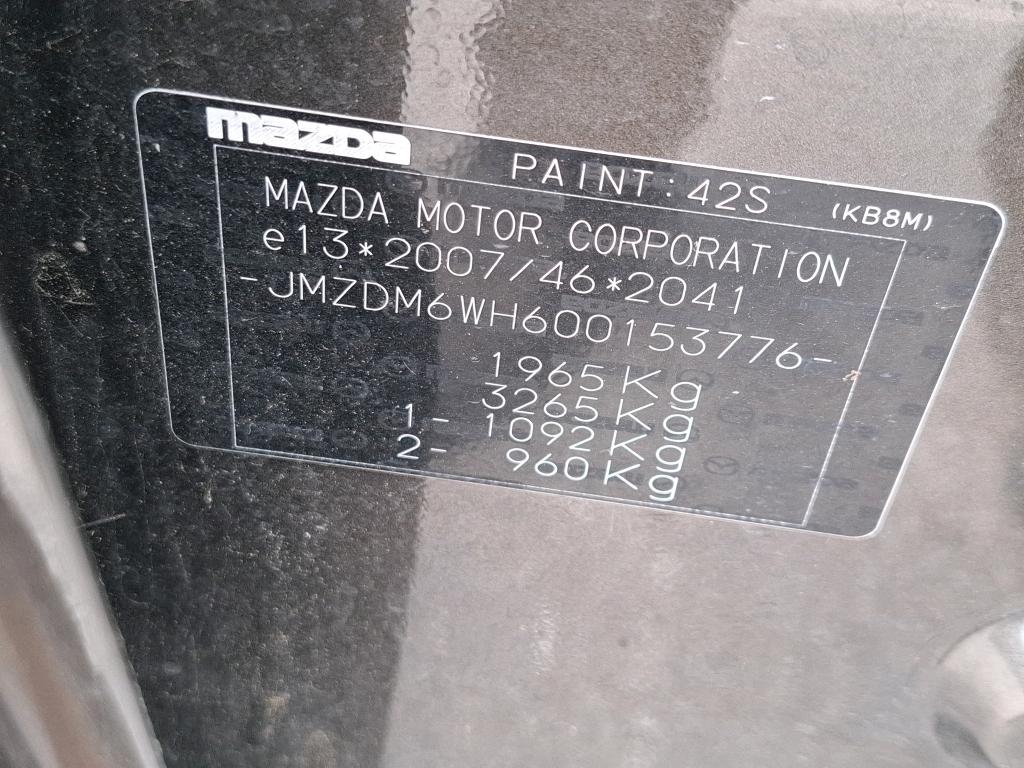 mazda
PAINT: 42S (KB8M)
MAZDA MOTOR CORPORATION
e13*2007/46*2041
-JMZDM6WH600153776-
1965Kg
3265Kg
1- 1092Kg
2- 960Kg